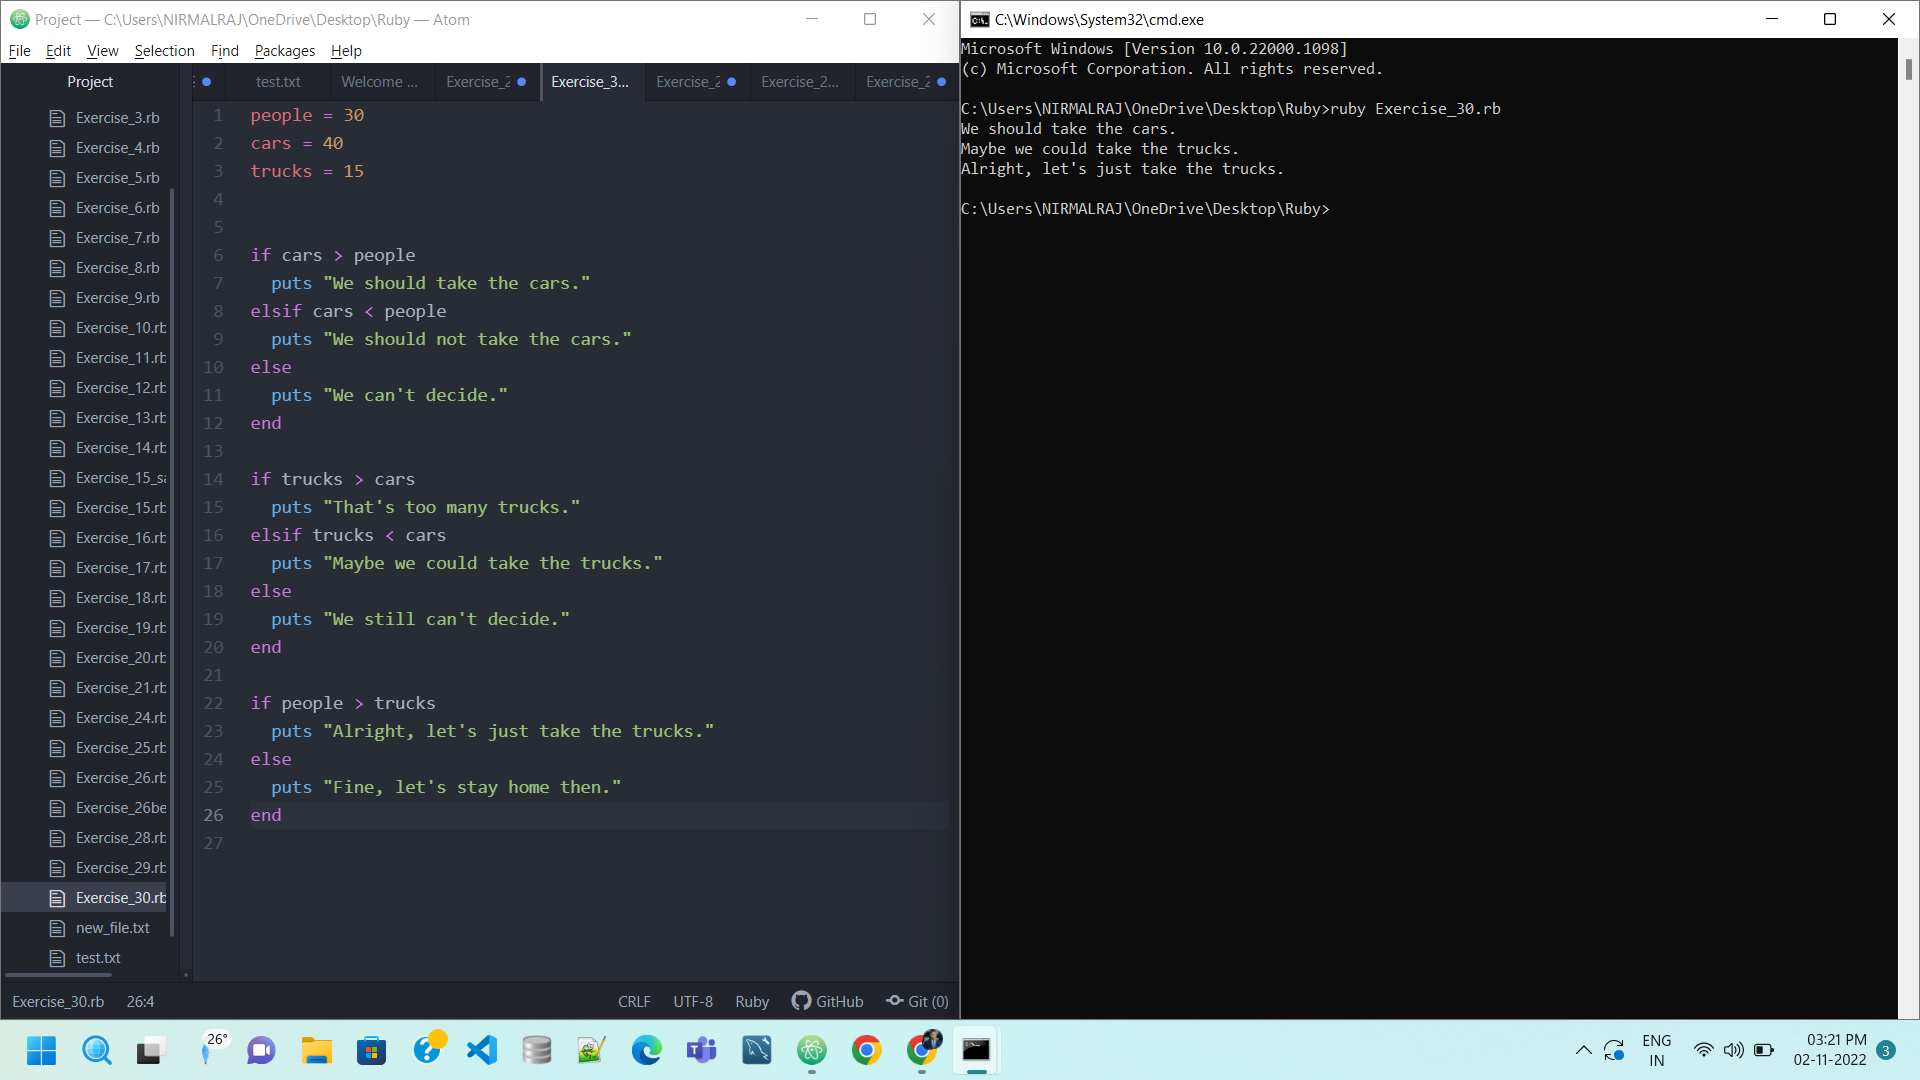 Project — C:\Users\NIRMALRAJ\OneDrive\Desktop\Ruby — Atom
File Edit View Selection Find Packages Help
Project
Exercise_3.rb
Exercise_4.rb
Exercise_5.rb
Exercise_6.rb
Exercise_7.rb
Exercise_8.rb
Exercise_9.rb
Exercise_10.rb
Exercise_11.rb
Exercise_12.rb
Exercise_13.rb
Exercise_14.rb
Exercise_15_sa
Exercise_15.rb
Exercise_16.rb
Exercise_17.rb
Exercise_18.rb
Exercise_19.rb
Exercise_20.rb
Exercise_21.rb
Exercise_24.rb
Exercise_25.rb
Exercise_26.rb
Exercise_26be
Exercise_28.rb
Exercise_29.rb
Exercise_30.rb
new_file.txt
test.txt
test.txt Welcome ... Exercise_2 Exercise_3... Exercise_2 Exercise_2... Exercise_2
1 people = 30
2 cars = 40
3 trucks = 15
4
5
6 if cars > people
7 puts "We should take the cars."
8 elsif cars < people
9 puts "We should not take the cars."
10 else
11 puts "We can't decide."
12 end
13
14 if trucks > cars
15 puts "That's too many trucks."
16 elsif trucks < cars
17 puts "Maybe we could take the trucks."
18 else
19 puts "We still can't decide."
20 end
21
22 if people > trucks
23 puts "Alright, let's just take the trucks."
24 else
25 puts "Fine, let's stay home then."
26 end
27
Exercise_30.rb 26:4 CRLF UTF-8 Ruby GitHub Git (0)
C:\Windows\System32\cmd.exe
Microsoft Windows [Version 10.0.22000.1098]
(c) Microsoft Corporation. All rights reserved.
C:\Users\NIRMALRAJ\OneDrive\Desktop\Ruby>ruby Exercise_30.rb
We should take the cars.
Maybe we could take the trucks.
Alright, let's just take the trucks.
C:\Users\NIRMALRAJ\OneDrive\Desktop\Ruby>
26°
ENG
IN
03:21 PM
02-11-2022
3